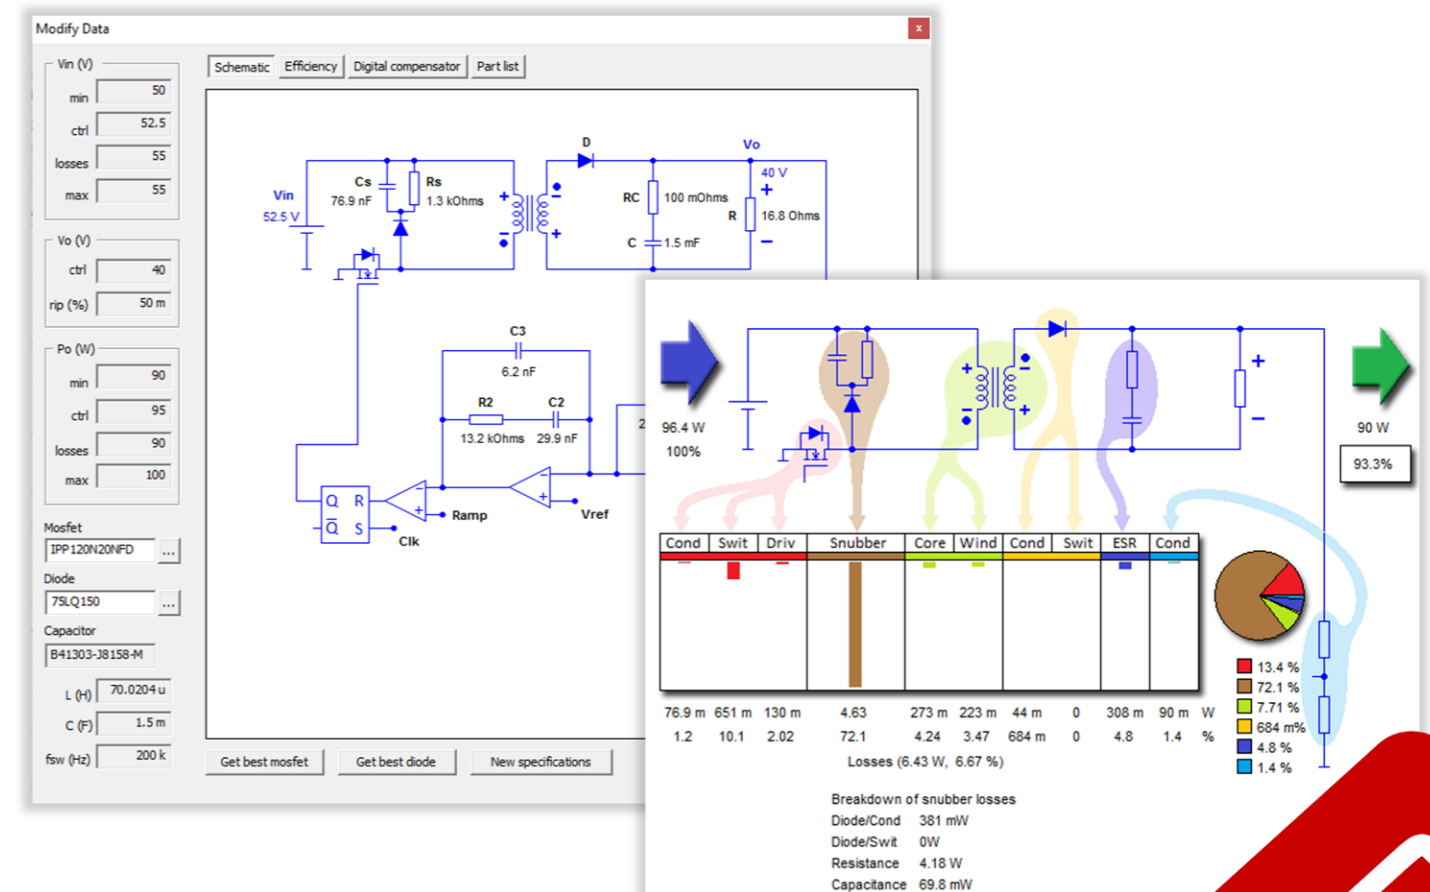 Modify Data
x
Vin (V)
min 50
ctrl 52.5
losses 55
max 55
Vo (V)
ctrl 40
rip (%) 50 m
Po (W)
min 90
ctrl 95
losses 90
max 100
Mosfet
IPP120N20NFD ...
Diode
75LQ150 ...
Capacitor
B41303-J8158-M
L (H) 70.0204 u
C (F) 1.5 m
fsw (Hz) 200 k
Schematic Efficiency Digital compensator Part list
D
Vo
40 V
Cs
76.9 nF
Rs
1.3 kOhms
Vin
52.5 V
RC 100 mOhms
R 16.8 Ohms
C 1.5 mF
C3
6.2 nF
R2 C2
13.2 kOhms 29.9 nF
2
Q R
Q S
Ramp
Vref
Clk
Get best mosfet Get best diode New specifications
96.4 W
100%
90 W
93.3%
Cond Swit Driv Snubber Core Wind Cond Swit ESR Cond
76.9 m 651 m 130 m 4.63 273 m 223 m 44 m 0 308 m 90 m W
1.2 10.1 2.02 72.1 4.24 3.47 684 m 0 4.8 1.4 %
Losses (6.43 W, 6.67 %)
13.4 %
72.1 %
7.71 %
684 m%
4.8 %
1.4 %
Breakdown of snubber losses
Diode/Cond 381 mW
Diode/Swit 0W
Resistance 4.18 W
Capacitance 69.8 mW